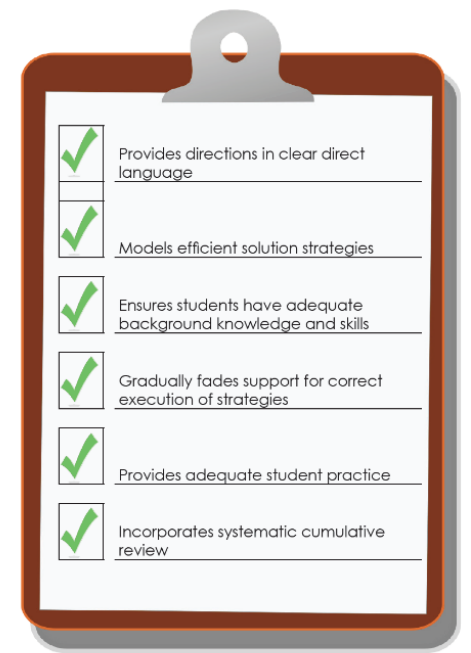 Provides directions in clear direct
language
Models efficient solution strategies
Ensures students have adequate
background knowledge and skills
Gradually fades support for correct
execution of strategies
Provides adequate student practice
Incorporates systematic cumulative
review